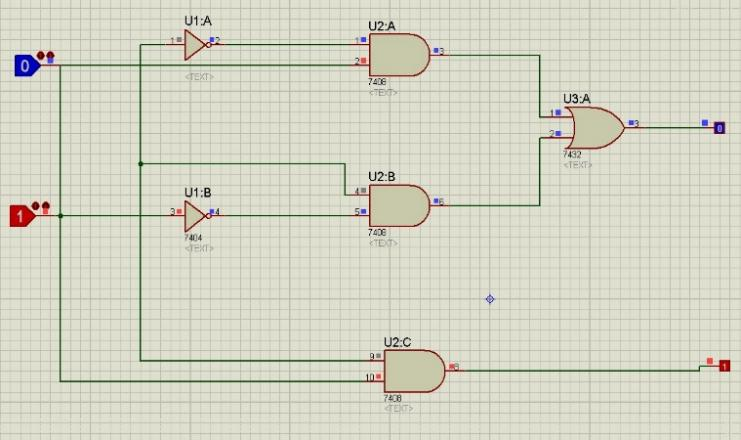 U1:A
1
2
<TEXT>
0
U2:A
1
2
3
7408
<TEXT>
U3:A
1
2
3
7432
<TEXT>
0
1
U1:B
3
4
7404
<TEXT>
U2:B
4
5
6
7408
<TEXT>
U2:C
9
10
8
7408
<TEXT>
1